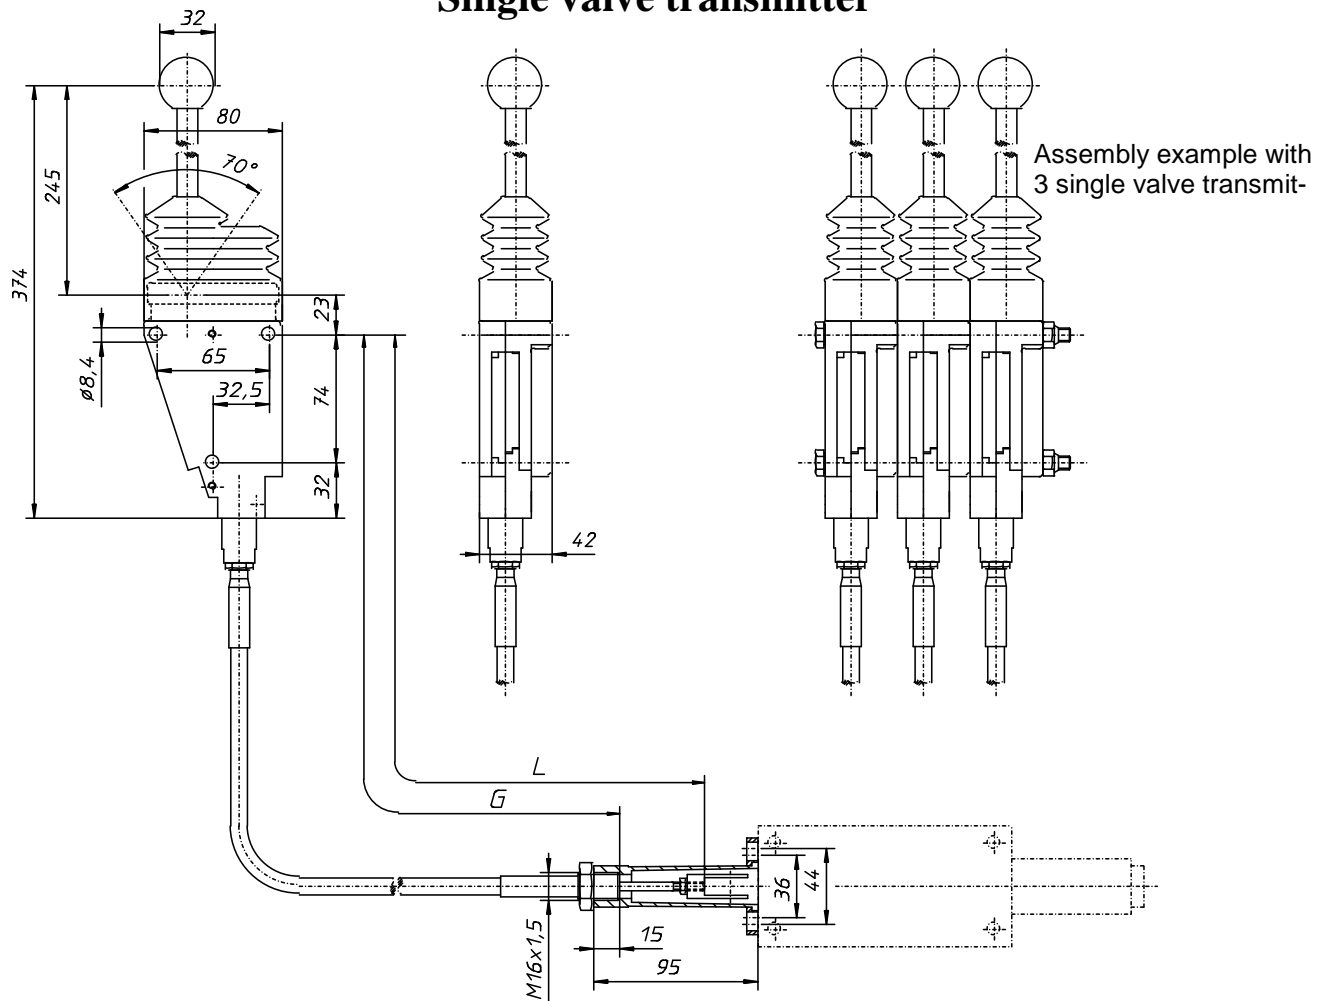 Single valve transmitter
32
80
70°
245
374
23
Assembly example with
3 single valve transmit-
65
ø8,4
32,5
74
32
42
L
G
36
44
M16x1,5
15
95